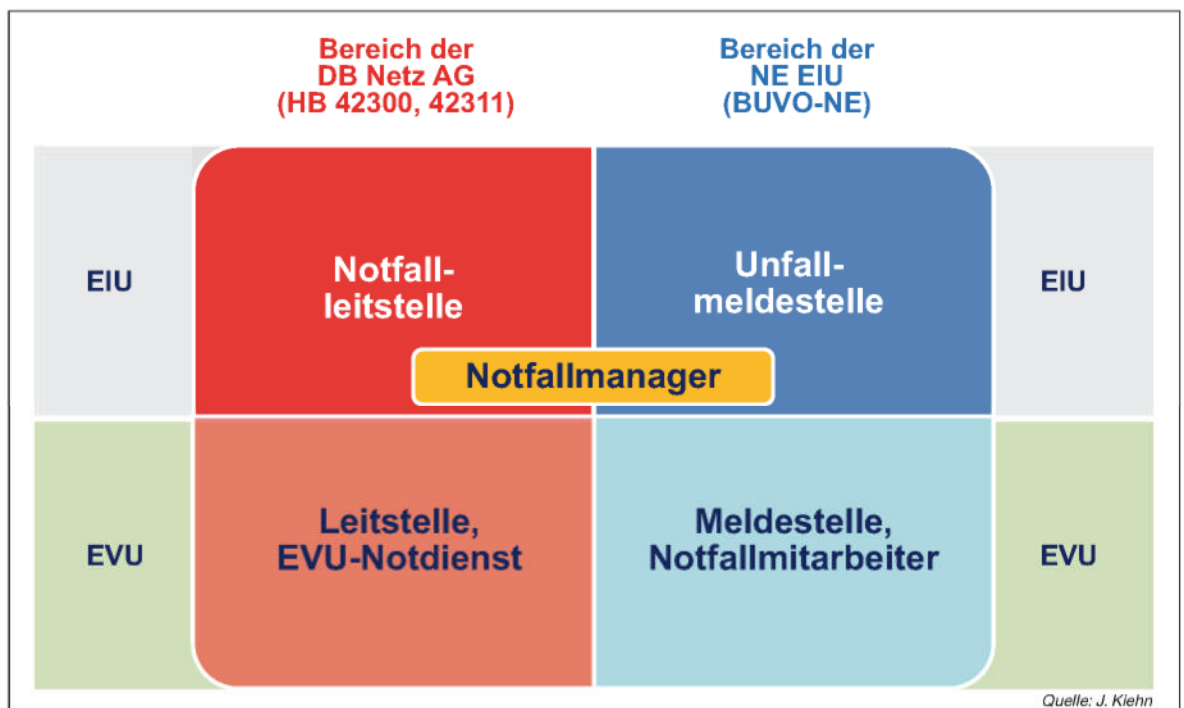 Bereich der
DB Netz AG
(HB 42300, 42311)
Bereich der
NE EIU
(BUVO-NE)
EIU
Notfall-
leitstelle
Unfall-
meldestelle
EIU
Notfallmanager
EVU
Leitstelle,
EVU-Notdienst
Meldestelle,
Notfallmitarbeiter
EVU
Quelle: J. Kiehn